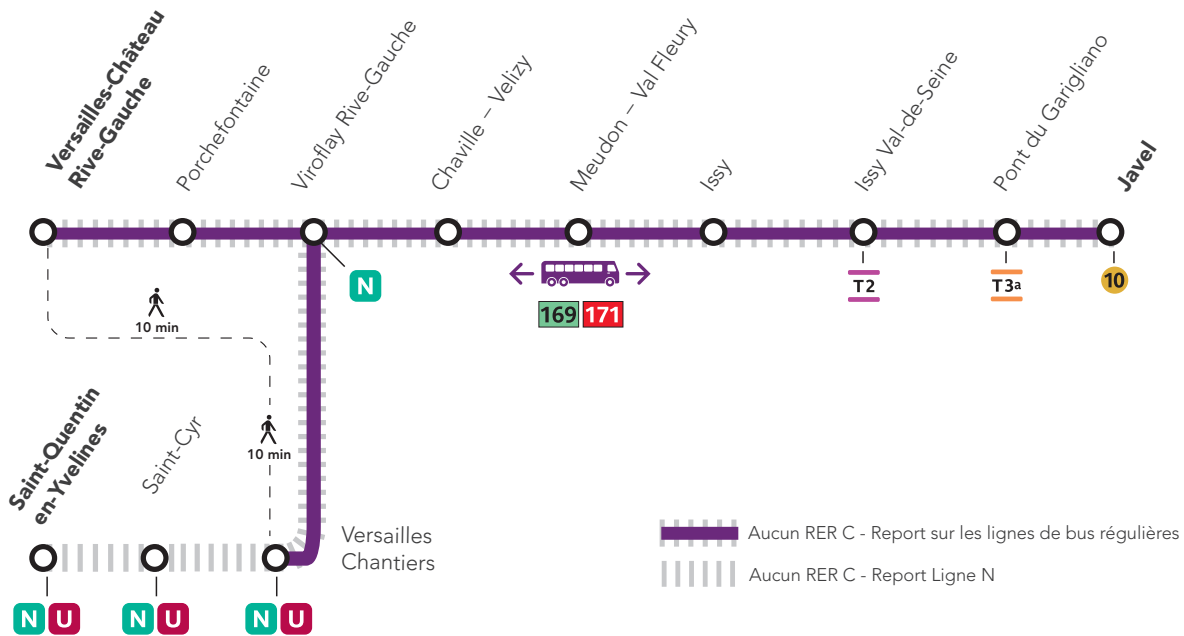 Versailles-Château
Rive-Gauche
Porchefontaine
Viroflay Rive-Gauche
Chaville – Velizy
Meudon – Val Fleury
Issy
Issy Val-de-Seine
Pont du Garigliano
Javel
N
169 171
T2
T3a
10
10 min
10 min
Saint-Quentin
en-Yvelines
Saint-Cyr
Versailles
Chantiers
N U
N U
N U
Aucun RER C - Report sur les lignes de bus régulières
Aucun RER C - Report Ligne N